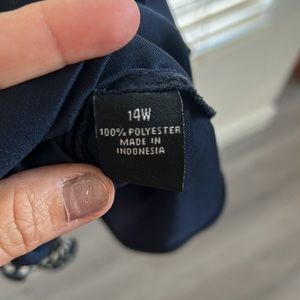 14W
100% POLYESTER
MADE IN
INDONESIA